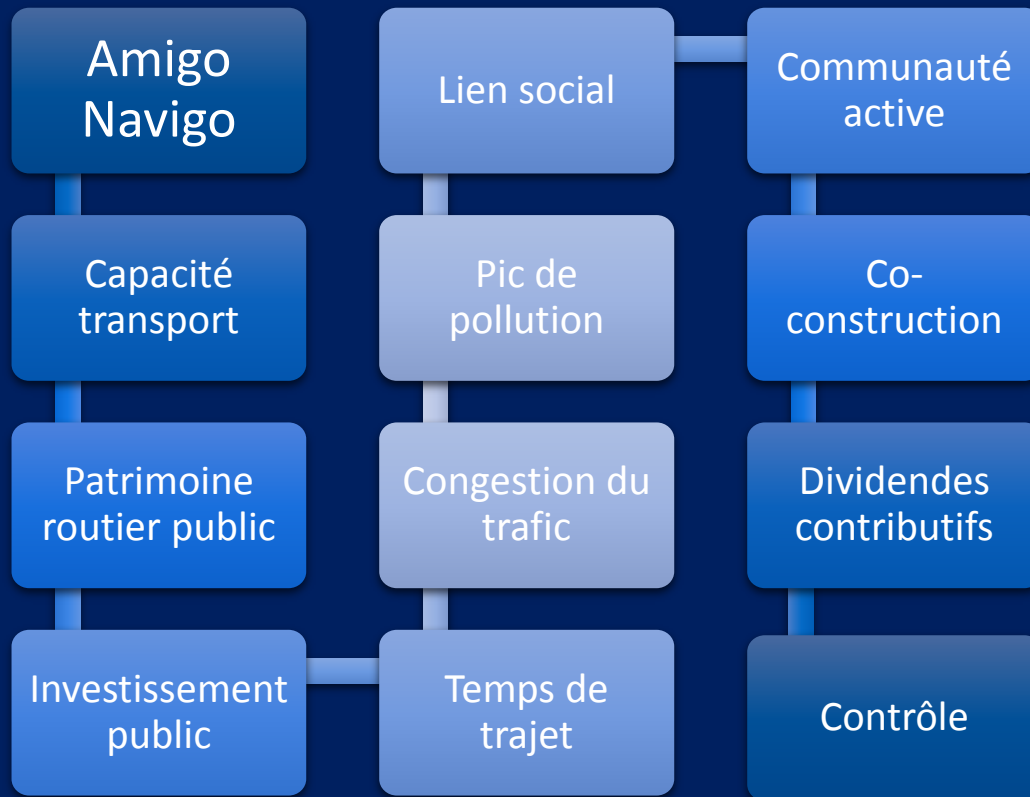 Amigo
Navigo
Capacité
transport
Patrimoine
routier public
Investissement
public
Temps de
trajet
Congestion du
trafic
Pic de
pollution
Lien social
Communauté
active
Co-
construction
Dividendes
contributifs
Contrôle